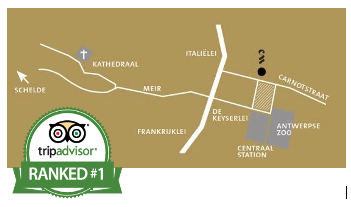 ITALIËLEI
KATHEDRAAL
CARNOTSTRAAT
SCHELDE
MEIR
DE
KEYSERLEI
FRANKRIJKLEI
ANTWERPSE
ZOO
CENTRAAL
STATION
tripadvisor®
RANKED #1